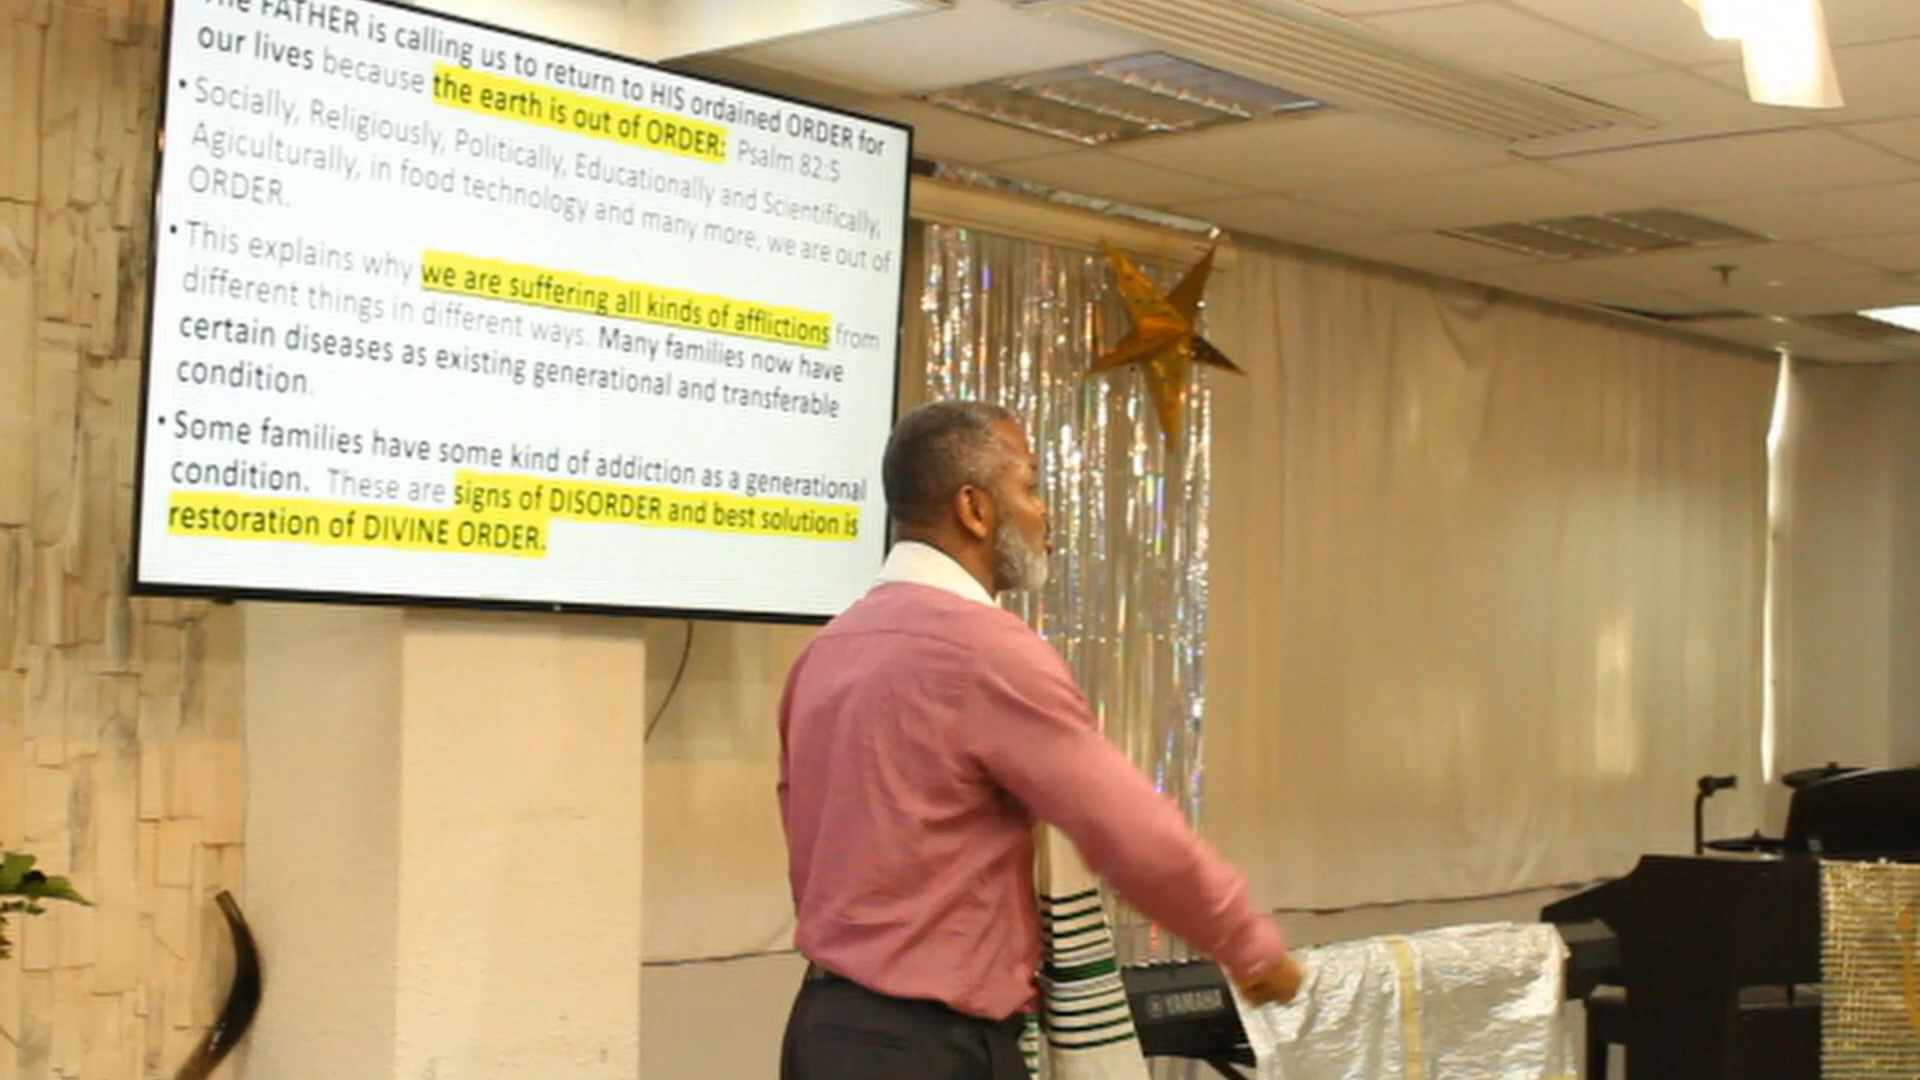 The FATHER is calling us to return to HIS ordained ORDER for
our lives because the earth is out of ORDER: Psalm 82:5
• Socially, Religiously, Politically, Educationally and Scientifically,
Agiculturally, in food technology and many more, we are out of
ORDER.
• This explains why we are suffering all kinds of afflictions from
different things in different ways. Many families now have
certain diseases as existing generational and transferable
condition.
• Some families have some kind of addiction as a generational
condition. These are signs of DISORDER and best solution is
restoration of DIVINE ORDER.
YAMAHA